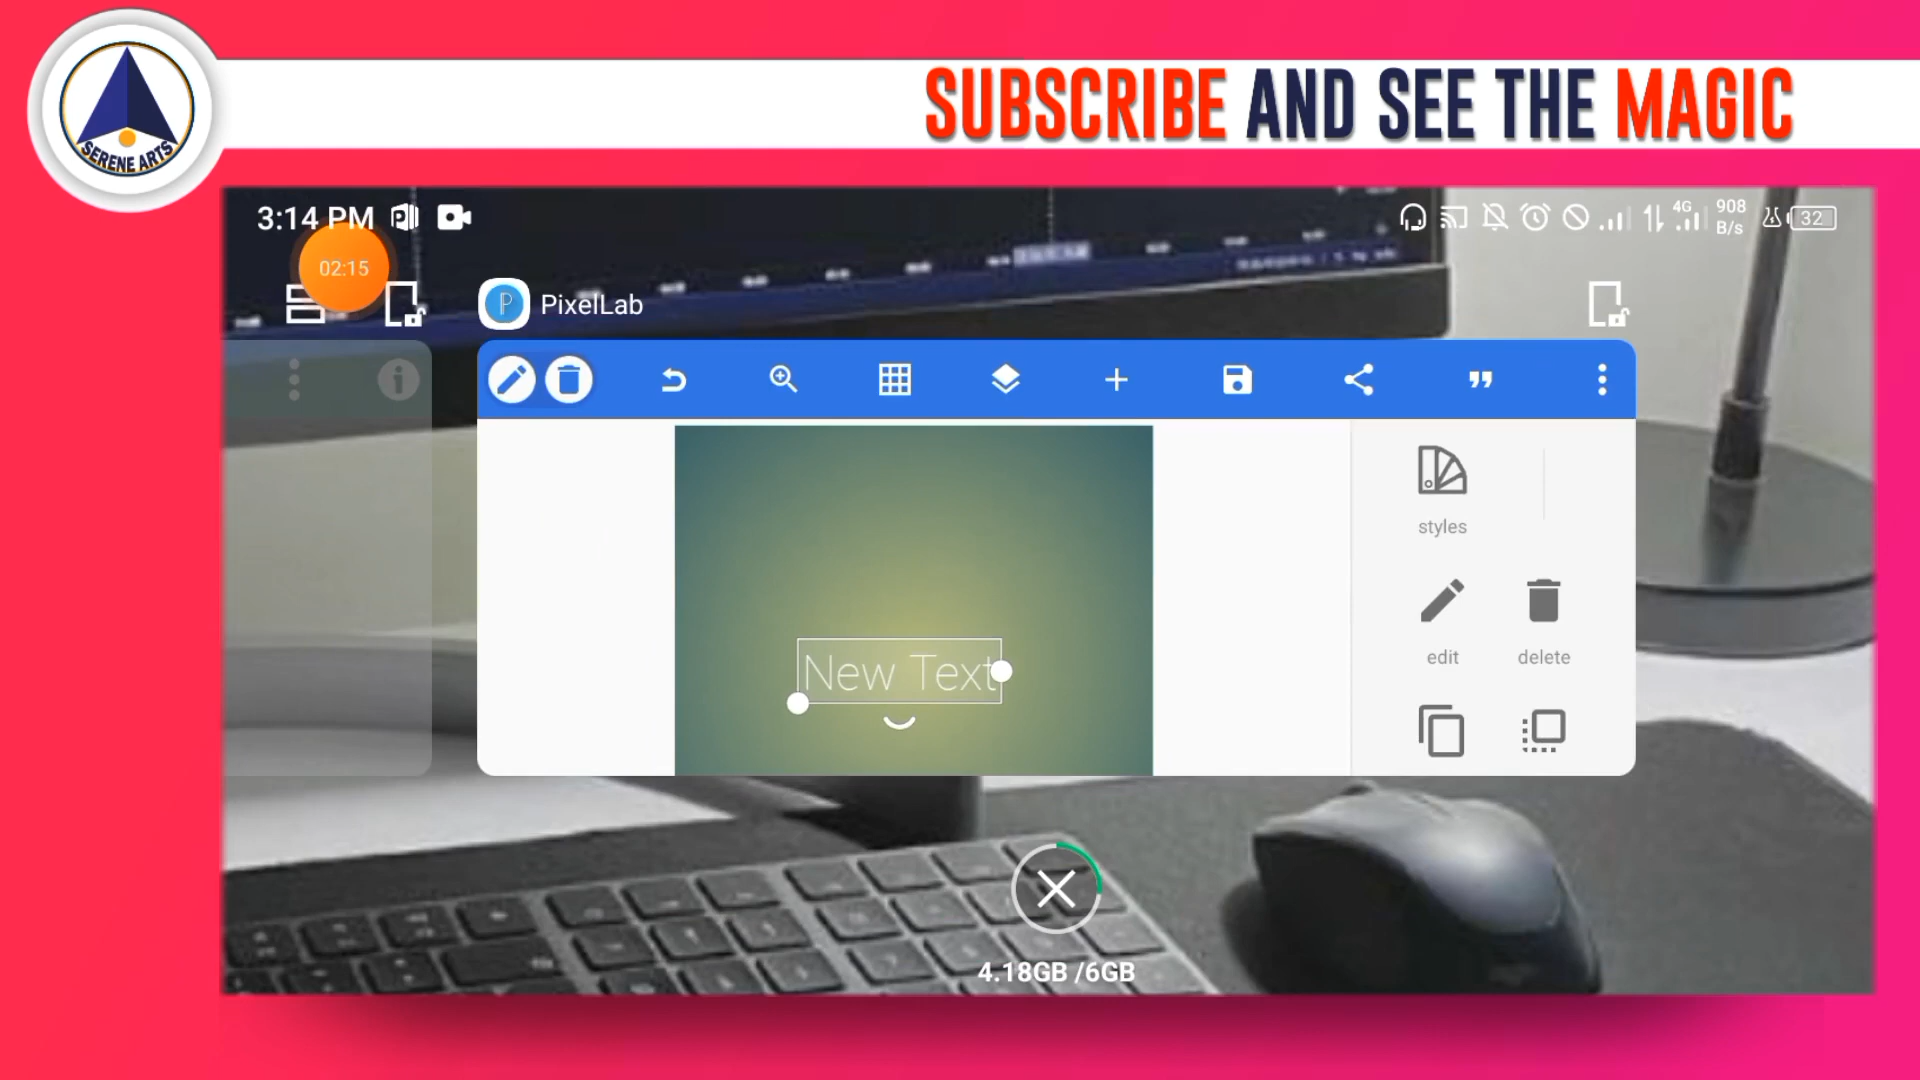 SUBSCRIBE AND SEE THE MAGIC
SERENE ARTS
3:14 PM
4G
908
B/s
32
02:15
PixelLab
styles
New Text
edit
delete
4.18GB /6GB